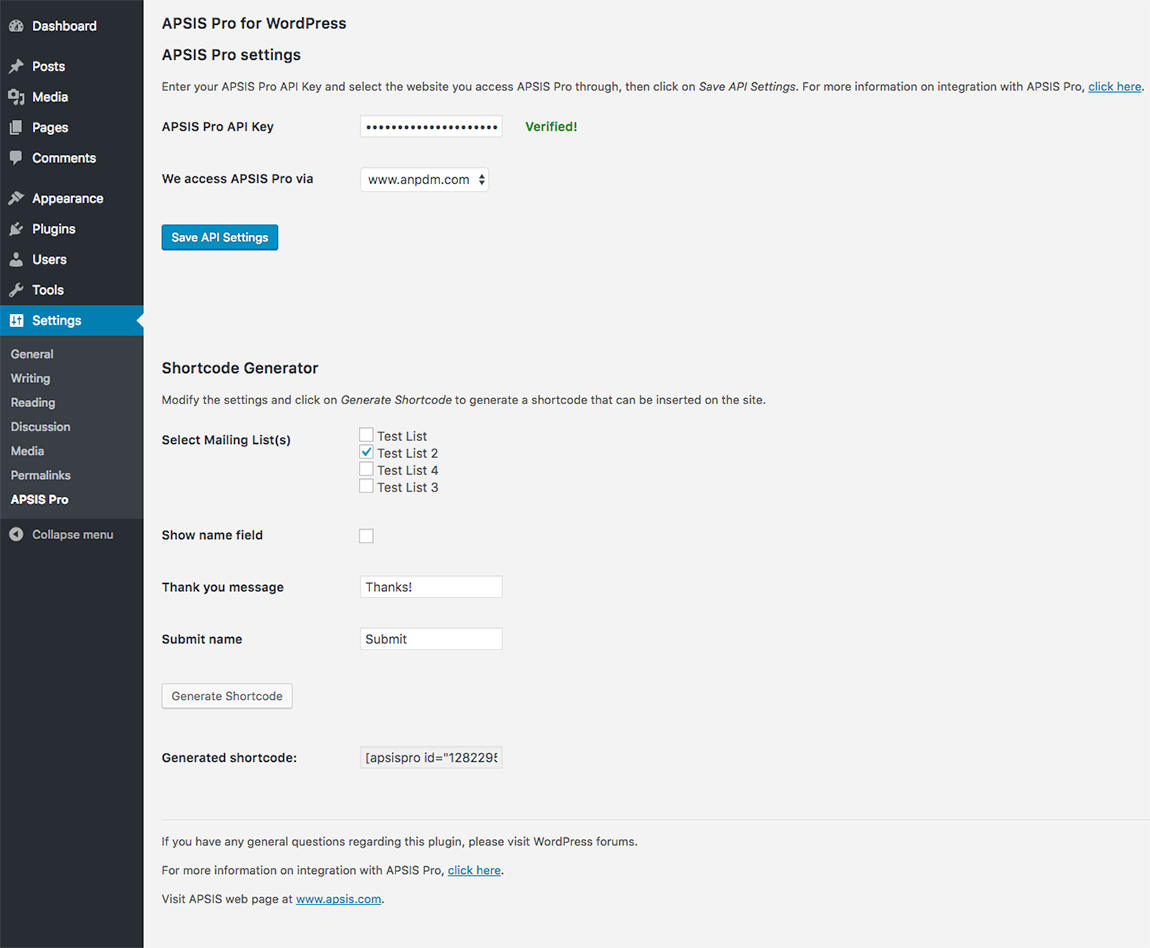 Dashboard
Posts
Media
Pages
Comments
Appearance
Plugins
Users
Tools
Settings
General
Writing
Reading
Discussion
Media
Permalinks
APSIS Pro
Collapse menu
APSIS Pro for WordPress
APSIS Pro settings
Enter your APSIS Pro API Key and select the website you access APSIS Pro through, then click on Save API Settings. For more information on integration with APSIS Pro, click here.
APSIS Pro API Key ••••••••••••••••••••• Verified!
We access APSIS Pro via www.anpdm.com
Save API Settings
Shortcode Generator
Modify the settings and click on Generate Shortcode to generate a shortcode that can be inserted on the site.
Select Mailing List(s) Test List
Test List 2
Test List 4
Test List 3
Show name field
Thank you message Thanks!
Submit name Submit
Generate Shortcode
Generated shortcode: [apsispro id="128229
If you have any general questions regarding this plugin, please visit WordPress forums.
For more information on integration with APSIS Pro, click here.
Visit APSIS web page at www.apsis.com.